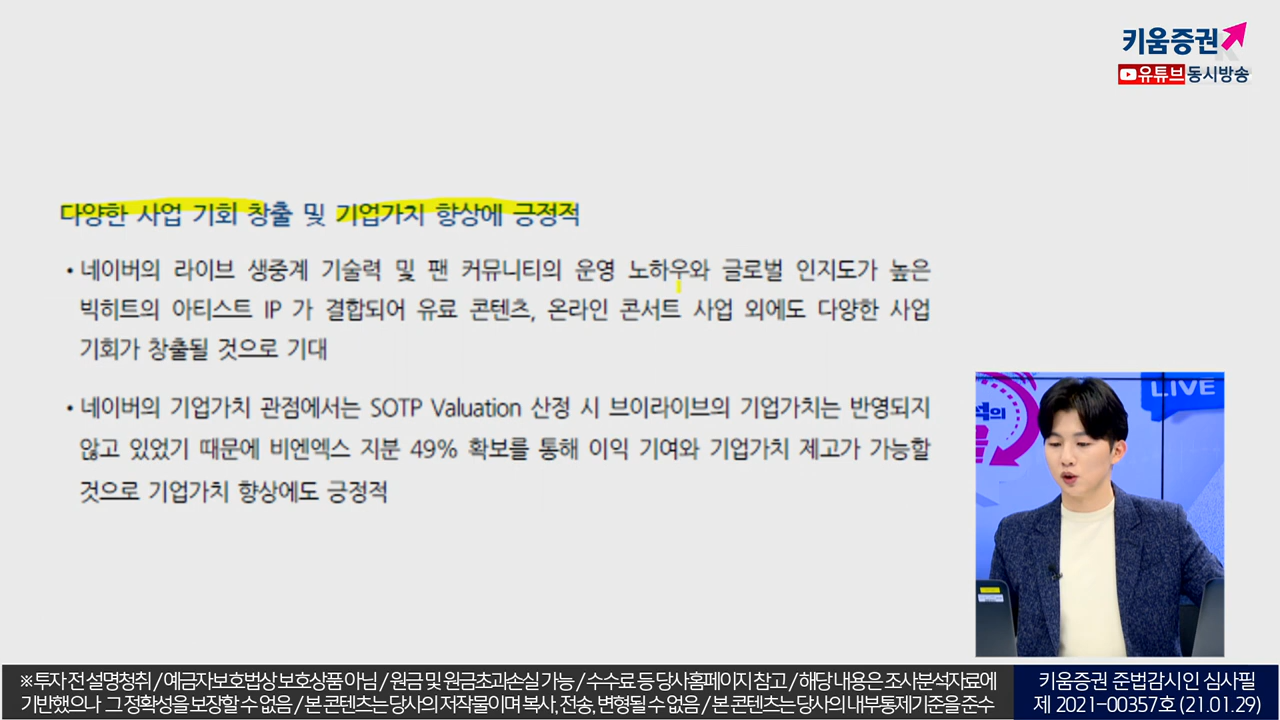 키움증권
유튜브 동시방송
다양한 사업 기회 창출 및 기업가치 향상에 긍정적
• 네이버의 라이브 생중계 기술력 및 팬 커뮤니티의 운영 노하우와 글로벌 인지도가 높은
빅히트의 아티스트 IP 가 결합되어 유료 콘텐츠, 온라인 콘서트 사업 외에도 다양한 사업
기회가 창출될 것으로 기대
• 네이버의 기업가치 관점에서는 SOTP Valuation 산정 시 브이라이브의 기업가치는 반영되지
않고 있었기 때문에 비엔엑스 지분 49% 확보를 통해 이익 기여와 기업가치 제고가 가능할
것으로 기업가치 향상에도 긍정적
LIVE
※ 투자 전 설명청취 / 예금자보호법상 보호상품 아님 / 원금 및 원금초과손실 가능 / 수수료 등 당사홈페이지 참고 / 해당 내용은 조사분석자료에
기반했으나 그 정확성을 보장할 수 없음 / 본 콘텐츠는 당사의 저작물이며 복사, 전송, 변형될 수 없음 / 본 콘텐츠는 당사의 내부통제기준을 준수
키움증권 준법감시인 심사필
제 2021-00357호 (21.01.29)